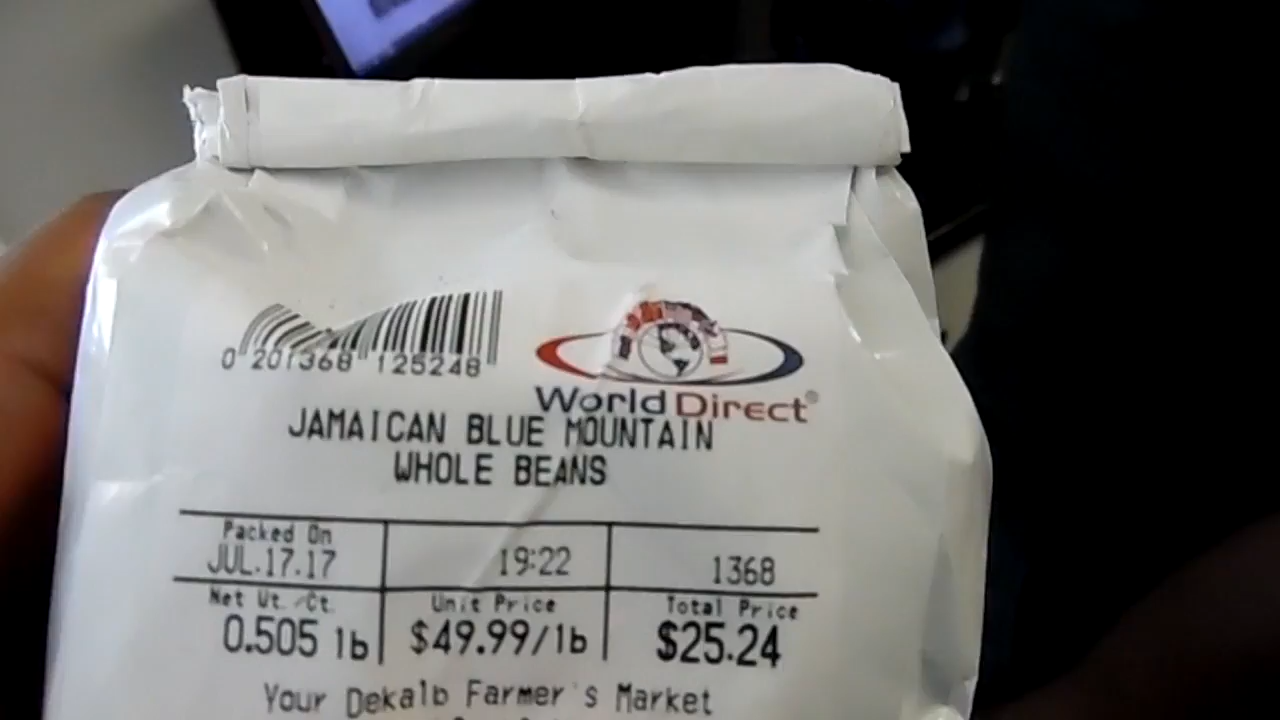 0 201368 125248
World Direct®
JAMAICAN BLUE MOUNTAIN
WHOLE BEANS
Packed On
JUL.17.17 19:22 1368
Net Wt./Ct. Unit Price Total Price
0.505 lb $49.99/lb $25.24
Your Dekalb Farmer's Market